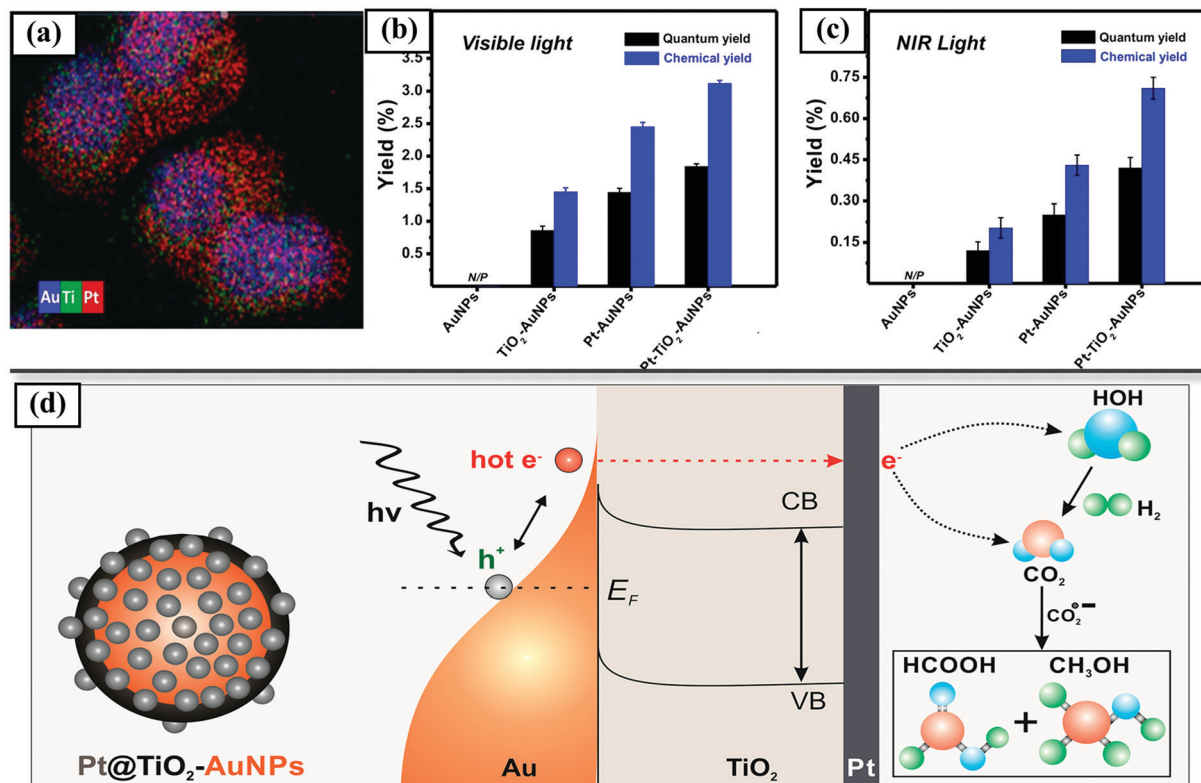 (a)
Au Ti Pt
(b)
Visible light
Quantum yield
Chemical yield
Yield (%)
3.5
3.0
2.5
2.0
1.5
1.0
0.5
N/P
AuNPs
TiO₂-AuNPs
Pt-AuNPs
Pt-TiO₂-AuNPs
(c)
NIR Light
Quantum yield
Chemical yield
Yield (%)
0.75
0.60
0.45
0.30
0.15
N/P
AuNPs
TiO₂-AuNPs
Pt-AuNPs
Pt-TiO₂-AuNPs
(d)
Pt@TiO₂-AuNPs
hν
hot e⁻
h⁺
E_F
Au
CB
VB
TiO₂
Pt
e⁻
HOH
H₂
CO₂
CO₂•⁻
HCOOH
CH₃OH
+